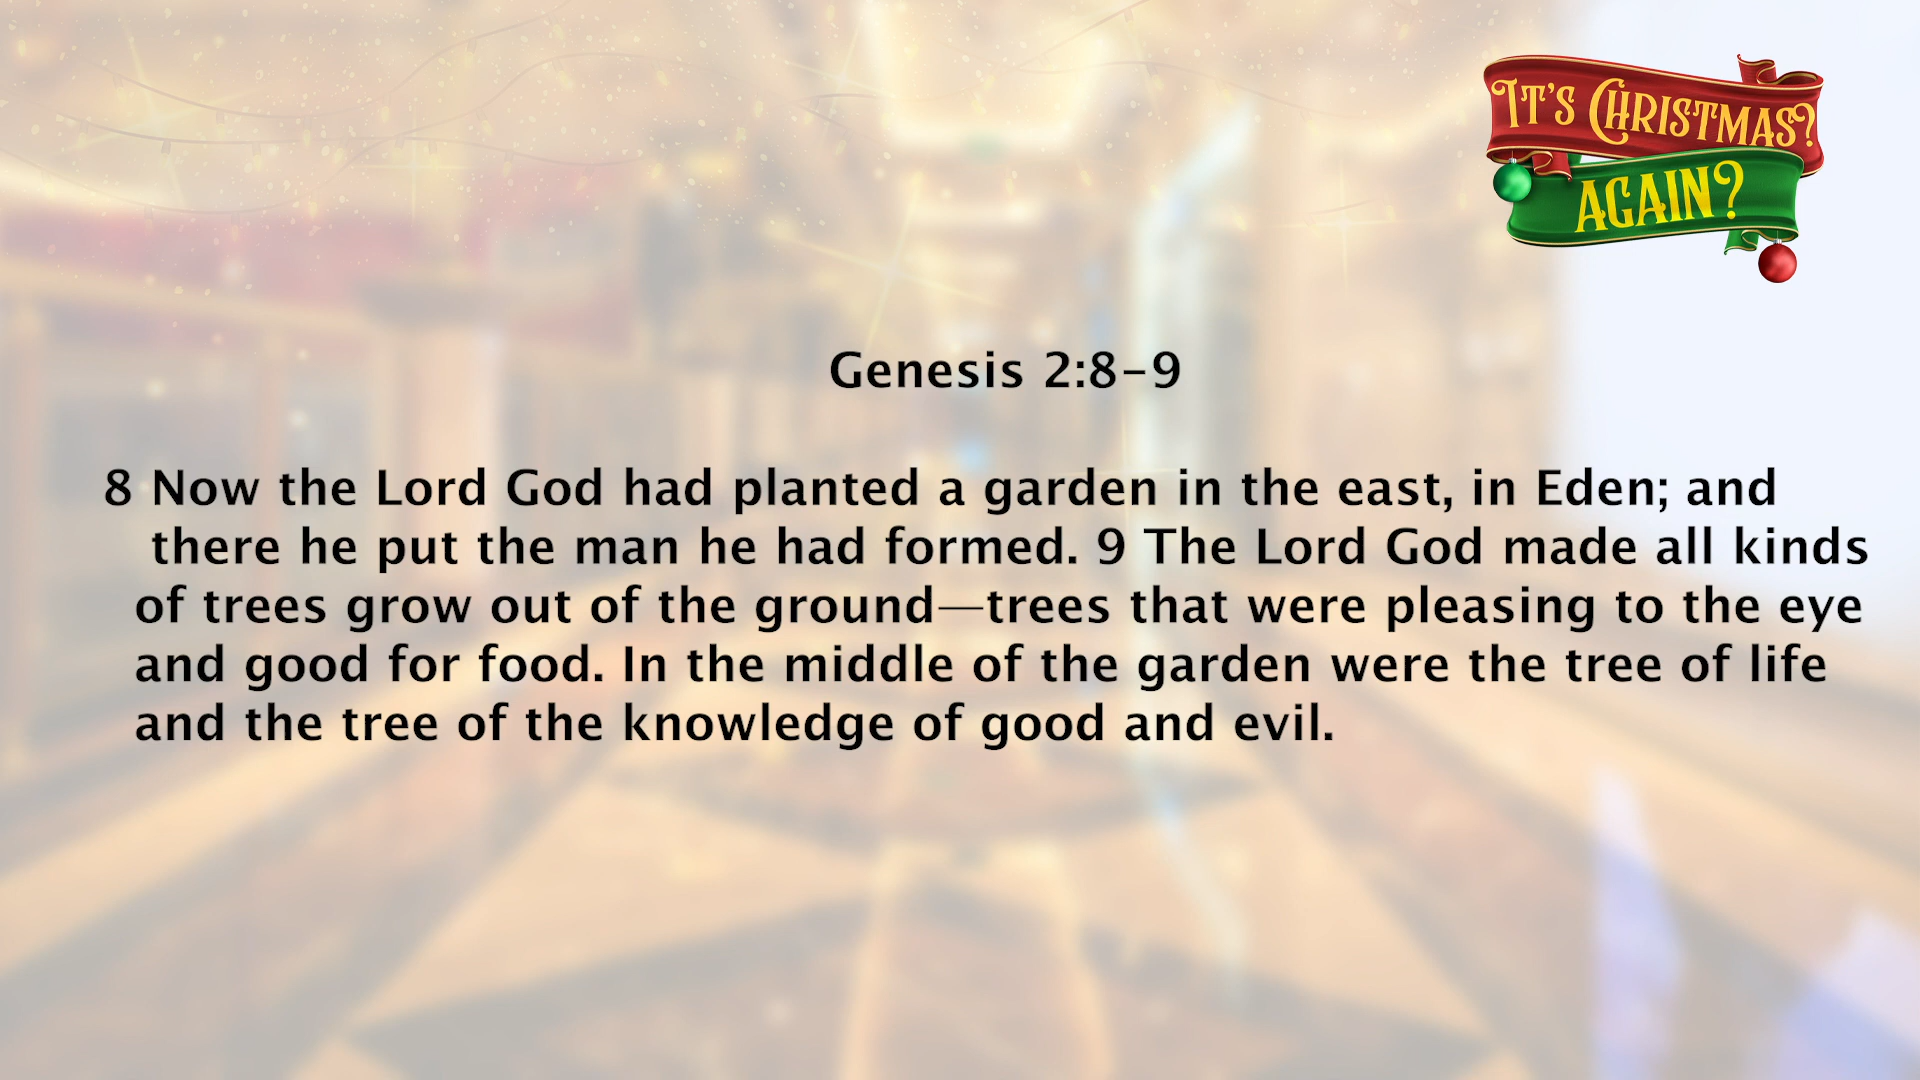 It's Christmas?
Again?
Genesis 2:8-9
8 Now the Lord God had planted a garden in the east, in Eden; and
there he put the man he had formed. 9 The Lord God made all kinds
of trees grow out of the ground—trees that were pleasing to the eye
and good for food. In the middle of the garden were the tree of life
and the tree of the knowledge of good and evil.